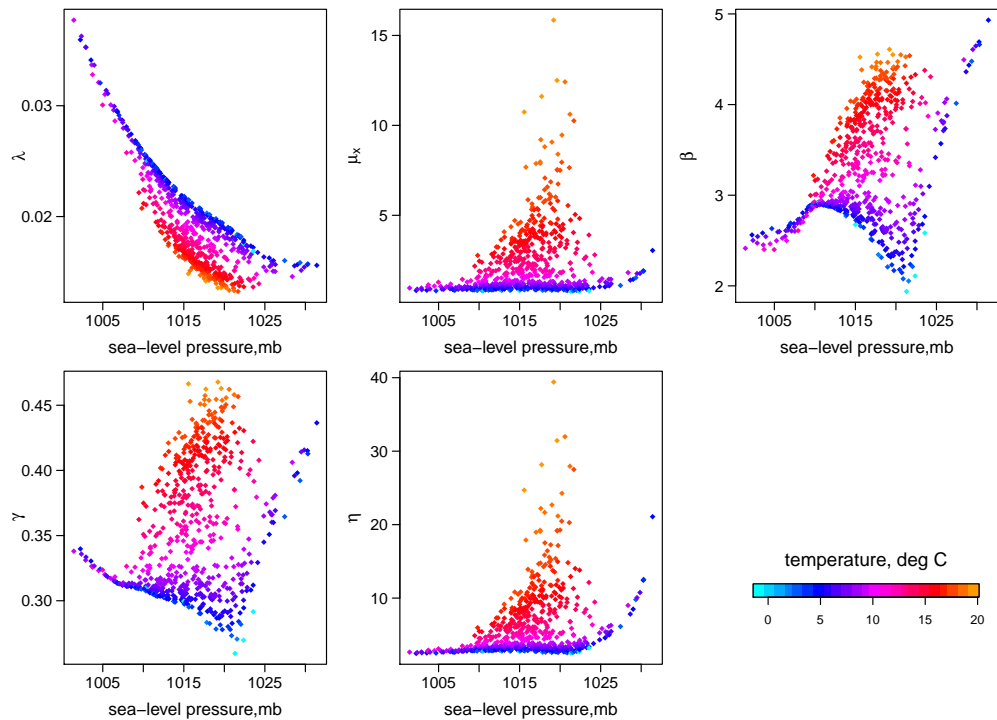 0.03
0.02
λ
1005 1015 1025
sea−level pressure,mb
15
10
5
μx
1005 1015 1025
sea−level pressure,mb
5
4
3
2
β
1005 1015 1025
sea−level pressure,mb
0.45
0.40
0.35
0.30
γ
1005 1015 1025
sea−level pressure,mb
40
30
20
10
η
1005 1015 1025
sea−level pressure,mb
temperature, deg C
0 5 10 15 20